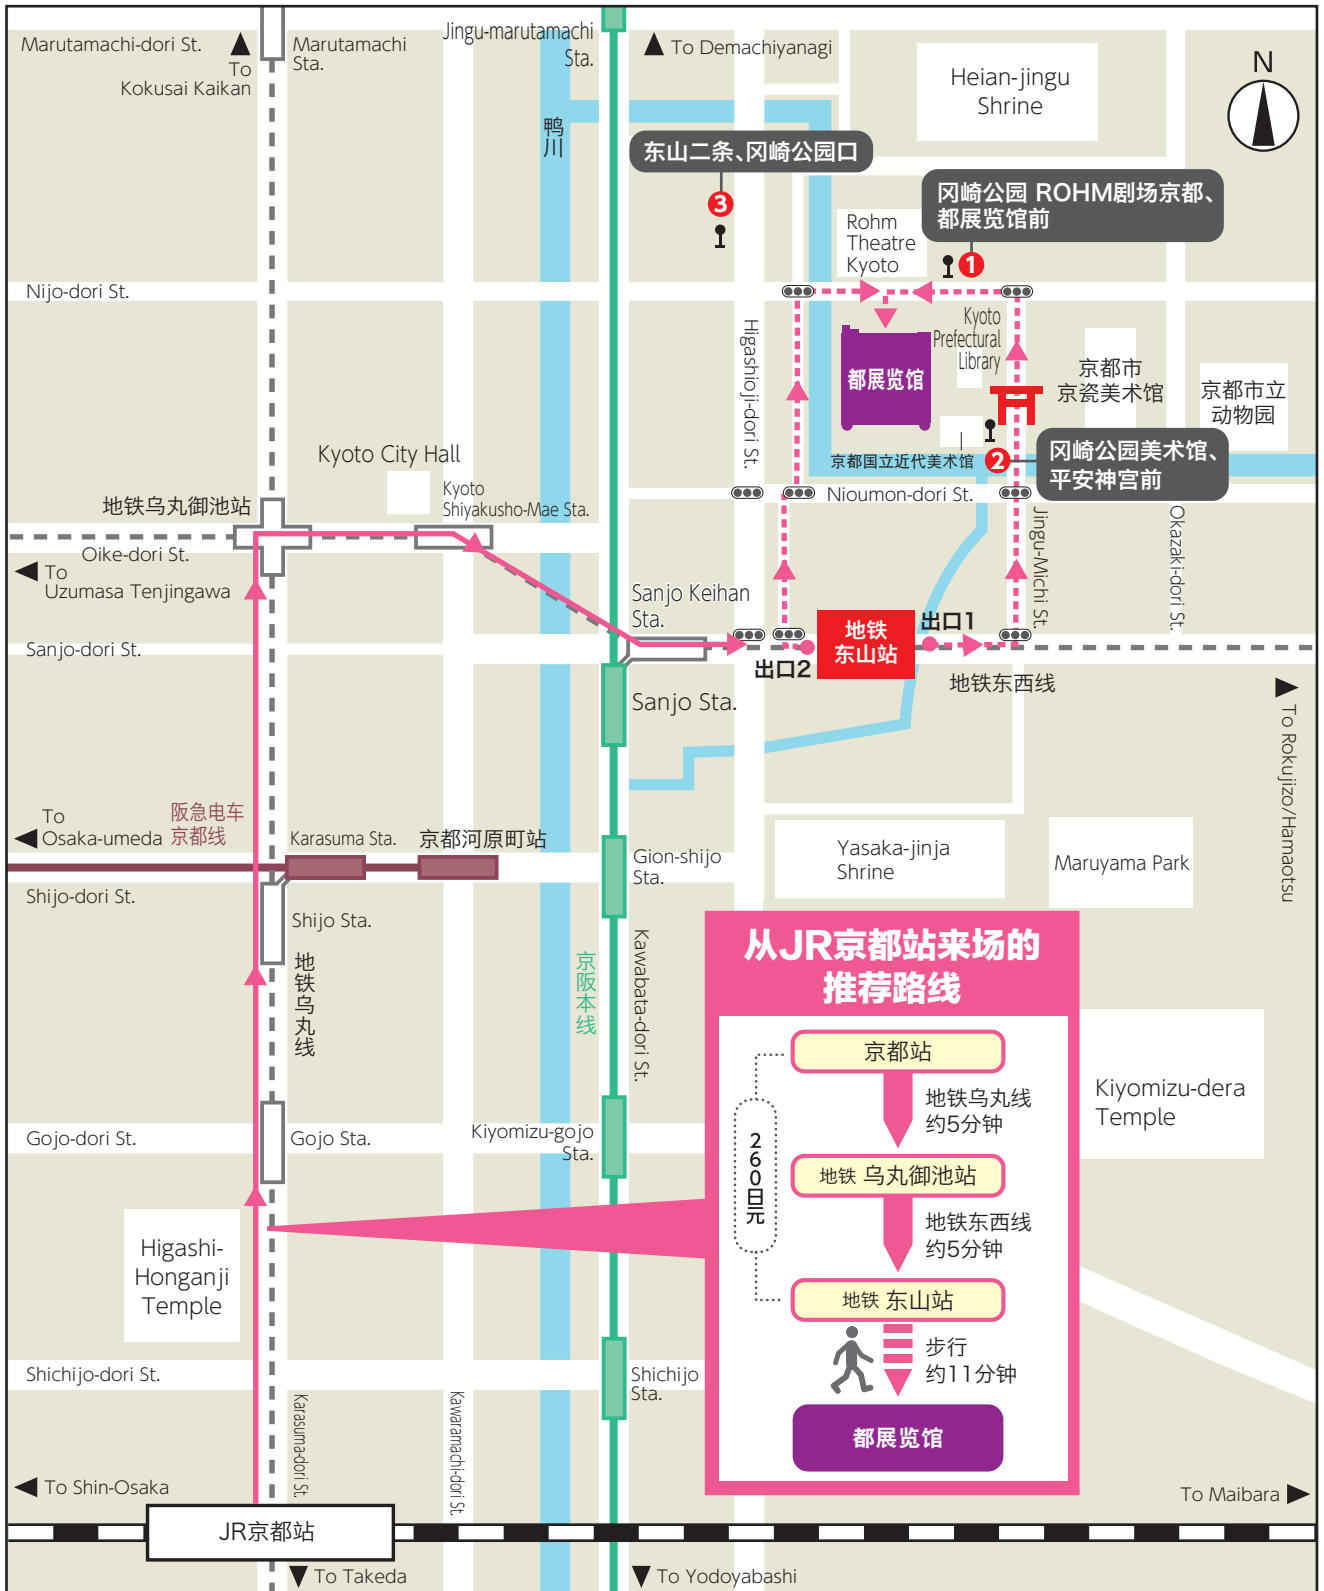 Marutamachi-dori St.
To
Kokusai Kaikan
Marutamachi
Sta.
Jingu-marutamachi
Sta.
To Demachiyanagi
Heian-jingu
Shrine
N
鸭川
东山二条、冈崎公园口
3
冈崎公园 ROHM剧场京都、
都展览馆前
1
Rohm
Theatre
Kyoto
Nijo-dori St.
Higashioji-dori St.
Kyoto
Prefectural
Library
都展览馆
京都市
京瓷美术馆
京都市立
动物园
京都国立近代美术馆
2
冈崎公园美术馆、
平安神宫前
Kyoto City Hall
Kyoto
Shiyakusho-Mae Sta.
地铁乌丸御池站
Nioumon-dori St.
Jingu-Michi St.
Okazaki-dori St.
Oike-dori St.
To
Uzumasa Tenjingawa
Sanjo Keihan
Sta.
地铁
东山站
出口1
出口2
Sanjo-dori St.
地铁东西线
Sanjo Sta.
To Rokujizo/Hamaotsu
To
Osaka-umeda
阪急电车
京都线
Karasuma Sta.
京都河原町站
Gion-shijo
Sta.
Yasaka-jinja
Shrine
Maruyama Park
Shijo-dori St.
Shijo Sta.
地铁乌丸线
京阪本线
Kawabata-dori St.
从JR京都站来场的
推荐路线
京都站
地铁乌丸线
约5分钟
260日元
地铁 乌丸御池站
地铁东西线
约5分钟
地铁 东山站
步行
约11分钟
都展览馆
Kiyomizu-dera
Temple
Gojo-dori St.
Gojo Sta.
Kiyomizu-gojo
Sta.
Higashi-
Honganji
Temple
Shichijo-dori St.
Shichijo
Sta.
Karasuma-dori St.
Kawaramachi-dori St.
To Shin-Osaka
To Maibara
JR京都站
To Takeda
To Yodoyabashi